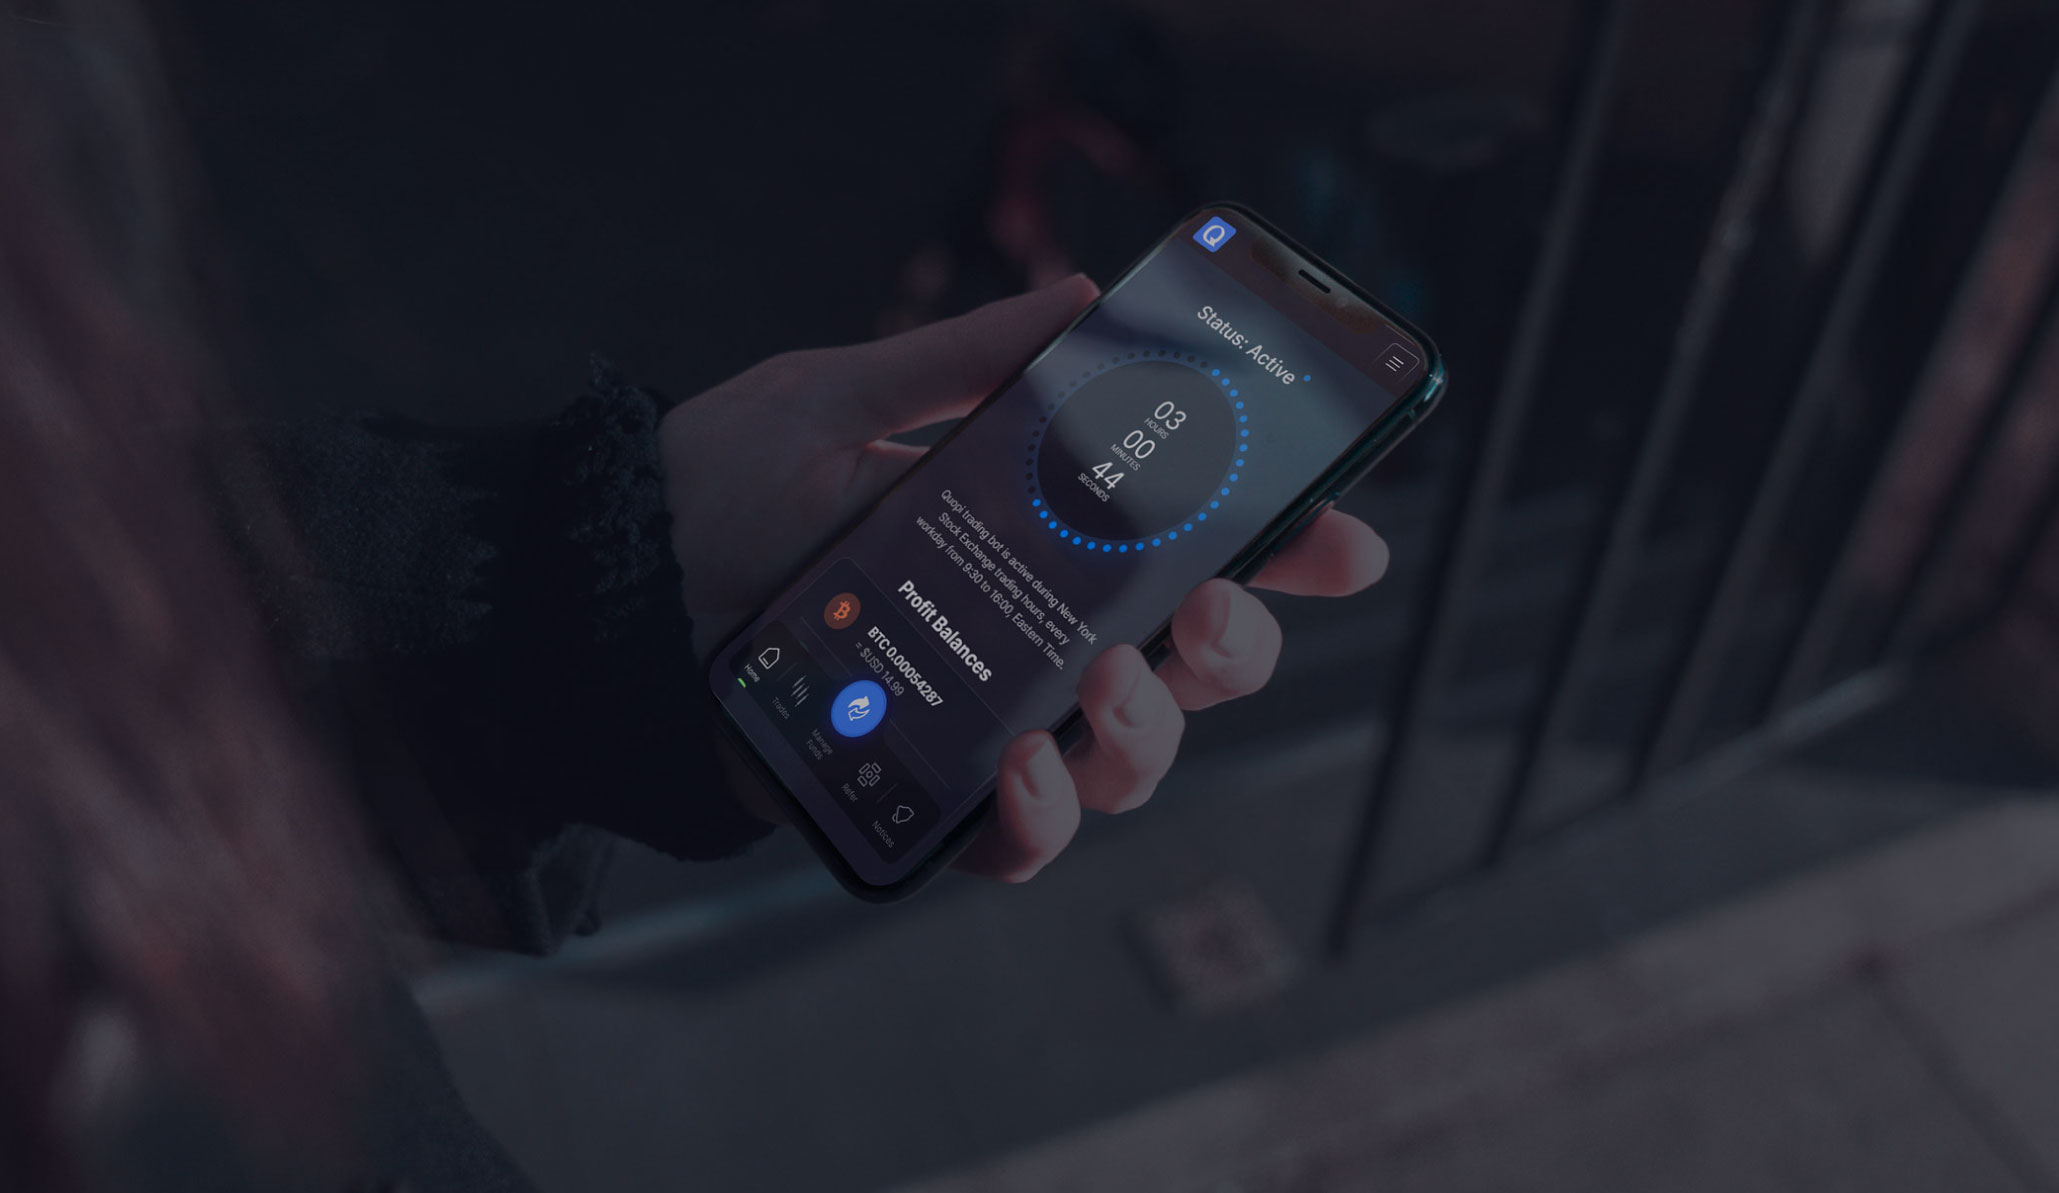 Q
Status: Active
03
HOURS
00
MINUTES
44
SECONDS
Quopi trading bot is active during New York
Stock Exchange trading hours, every
workday from 9:30 to 16:00, Eastern Time.
Profit Balances
BTC 0.00054287
= $USD 14.99
Home
Trades
Manage
Funds
Refer
Notices